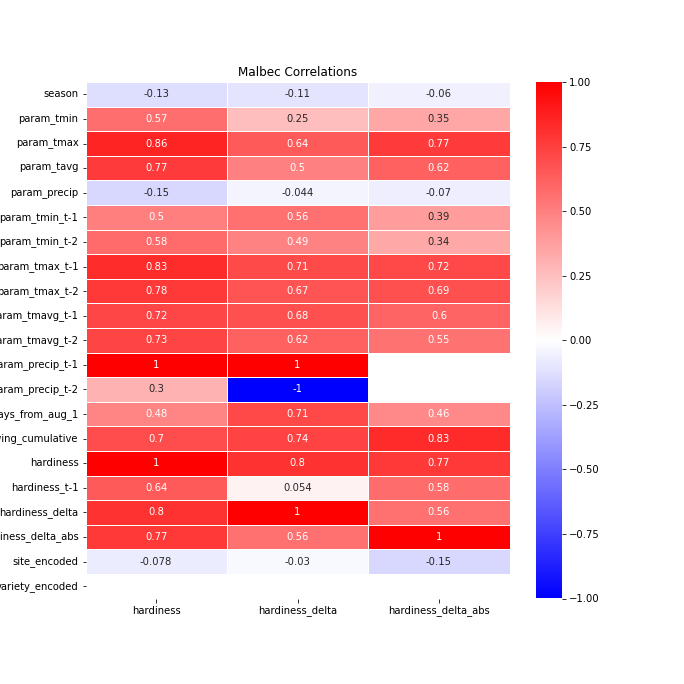 Malbec Correlations
season -0.13 -0.11 -0.06
param_tmin 0.57 0.25 0.35
param_tmax 0.86 0.64 0.77
param_tavg 0.77 0.5 0.62
param_precip -0.15 -0.044 -0.07
param_tmin_t-1 0.5 0.56 0.39
param_tmin_t-2 0.58 0.49 0.34
param_tmax_t-1 0.83 0.71 0.72
param_tmax_t-2 0.78 0.67 0.69
ram_tmavg_t-1 0.72 0.68 0.6
ram_tmavg_t-2 0.73 0.62 0.55
aram_precip_t-1 1 1
aram_precip_t-2 0.3 -1
ays_from_aug_1 0.48 0.71 0.46
ing_cumulative 0.7 0.74 0.83
hardiness 1 0.8 0.77
hardiness_t-1 0.64 0.054 0.58
hardiness_delta 0.8 1 0.56
iness_delta_abs 0.77 0.56 1
site_encoded -0.078 -0.03 -0.15
variety_encoded
hardiness hardiness_delta hardiness_delta_abs
1.00
0.75
0.50
0.25
0.00
−0.25
−0.50
−0.75
−1.00